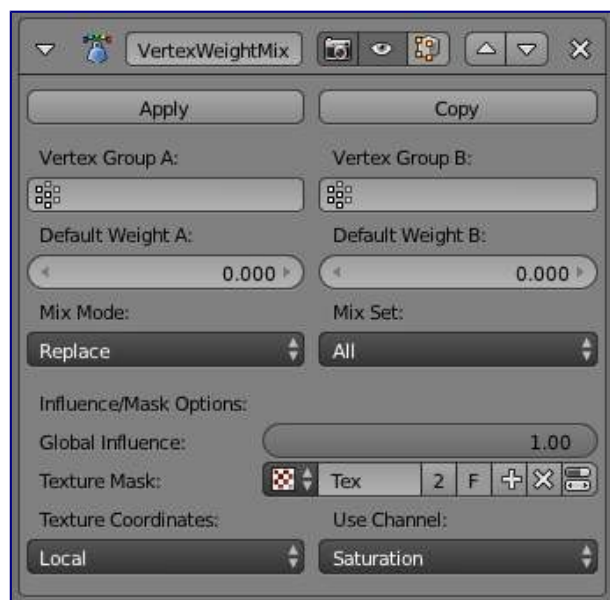 VertexWeightMix
Apply Copy
Vertex Group A: Vertex Group B:
Default Weight A: Default Weight B:
0.000 0.000
Mix Mode: Mix Set:
Replace All
Influence/Mask Options:
Global Influence: 1.00
Texture Mask: Tex 2 F
Texture Coordinates: Use Channel:
Local Saturation